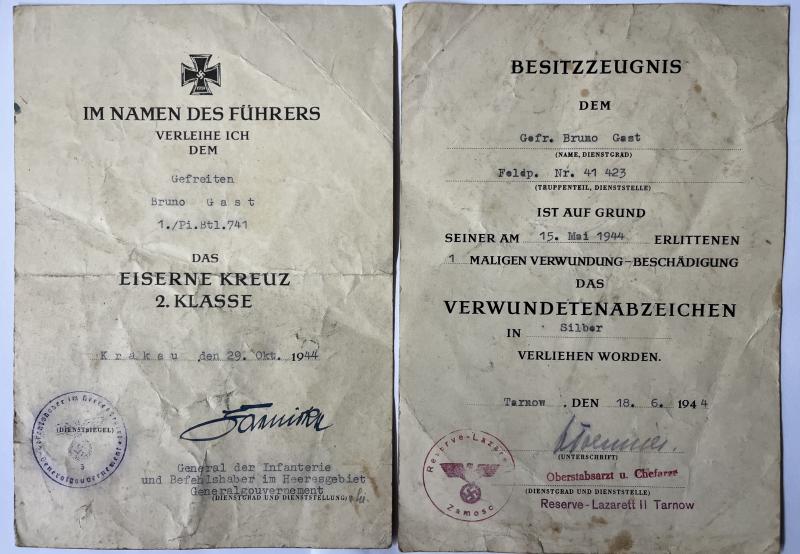 IM NAMEN DES FÜHRERS
VERLEIHE ICH
DEM
Gefreiten
Bruno Gast
1./Pi.Btl.741
DAS
EISERNE KREUZ
2. KLASSE
Krakau den 29. Okt. 1944
(DIENSTSIEGEL)
im Heeresgebiet
Generalgouvernement
3
General der Infanterie
und Befehlshaber im Heeresgebiet
Generalgouvernement
(DIENSTGRAD UND DIENSTSTELLUNG)
BESITZZEUGNIS
DEM
Gefr. Bruno Gast
(NAME, DIENSTGRAD)
Feldp. Nr. 41 423
(TRUPPENTEIL, DIENSTSTELLE)
IST AUF GRUND
SEINER AM 15. Mai 1944 ERLITTENEN
1 MALIGEN VERWUNDUNG-BESCHÄDIGUNG
DAS
VERWUNDETENABZEICHEN
IN Silber
VERLIEHEN WORDEN.
Tarnow, DEN 18. 6. 1944
(UNTERSCHRIFT)
Reserve-Lazarett
Zamosc
Oberstabsarzt u. Chefarzt
(DIENSTGRAD UND DIENSTSTELLE)
Reserve-Lazarett II Tarnow